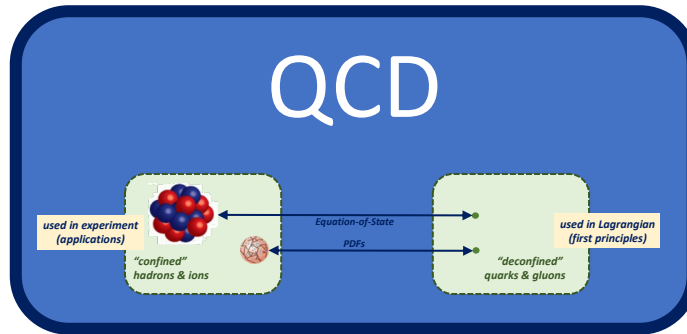 QCD
used in experiment
(applications)
Equation-of-State
PDFs
"confined"
hadrons & ions
"deconfined"
quarks & gluons
used in Lagrangian
(first principles)